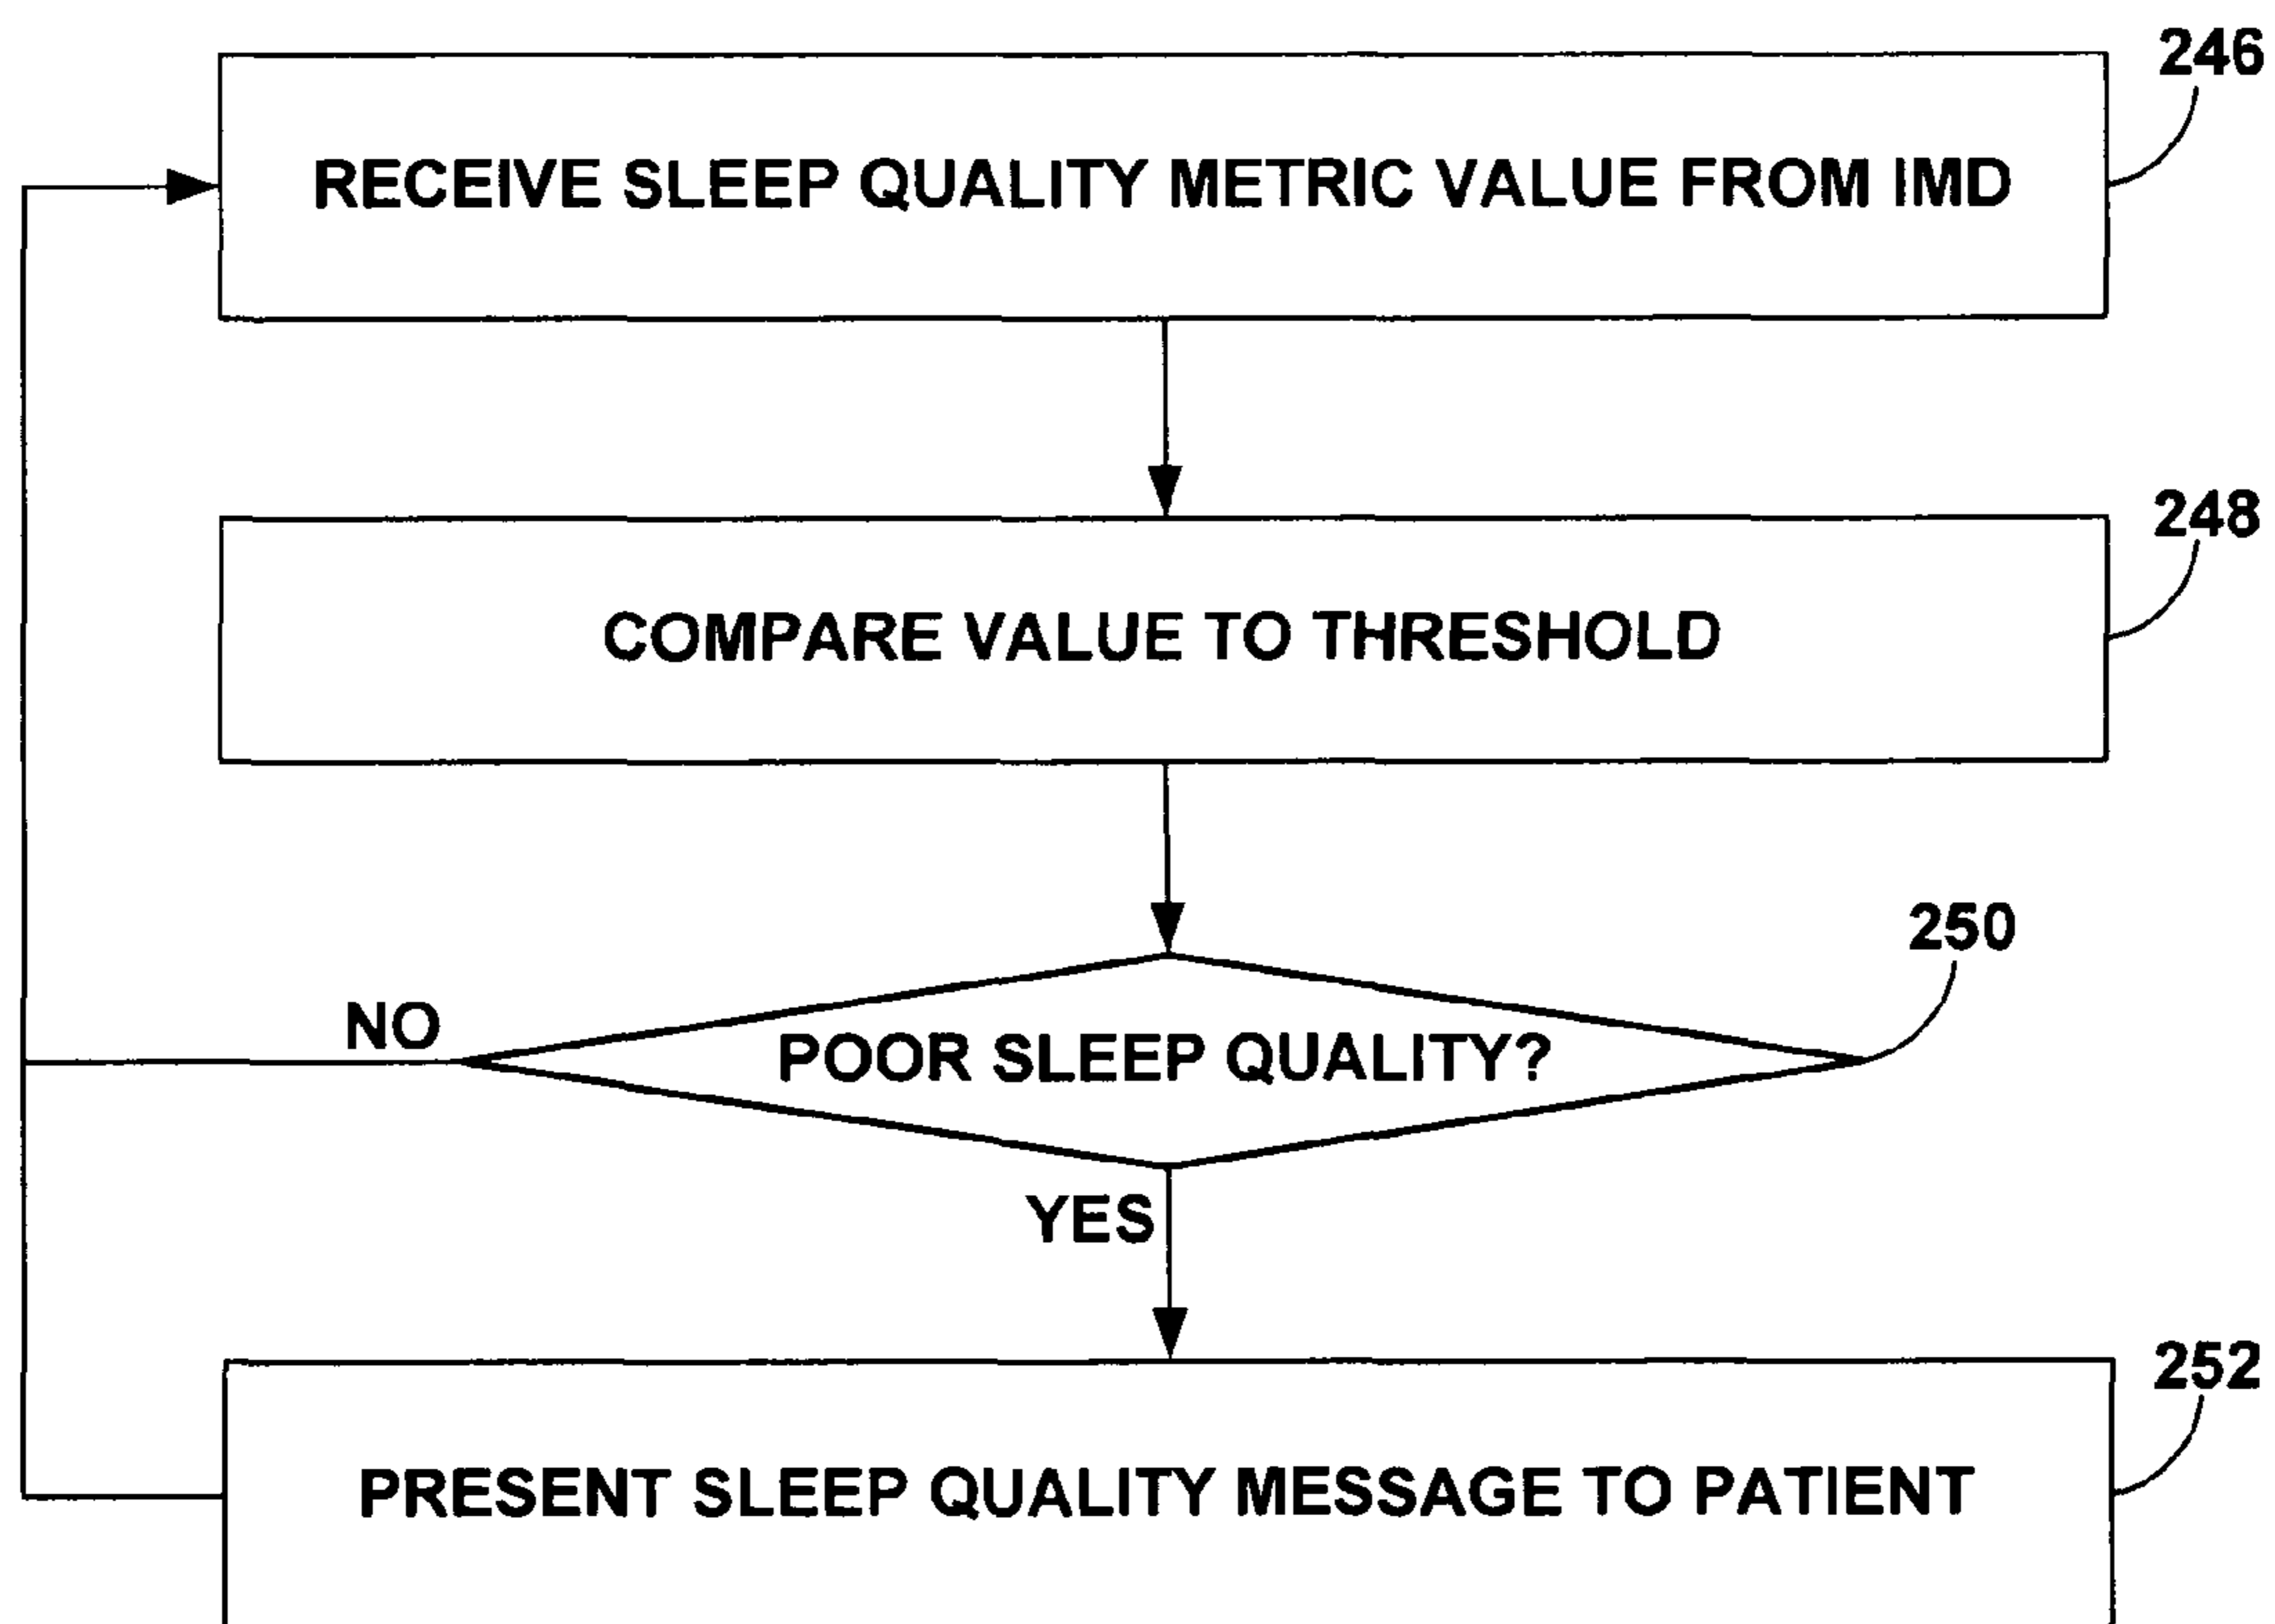 246
RECEIVE SLEEP QUALITY METRIC VALUE FROM IMD
248
COMPARE VALUE TO THRESHOLD
250
NO
POOR SLEEP QUALITY?
YES
252
PRESENT SLEEP QUALITY MESSAGE TO PATIENT